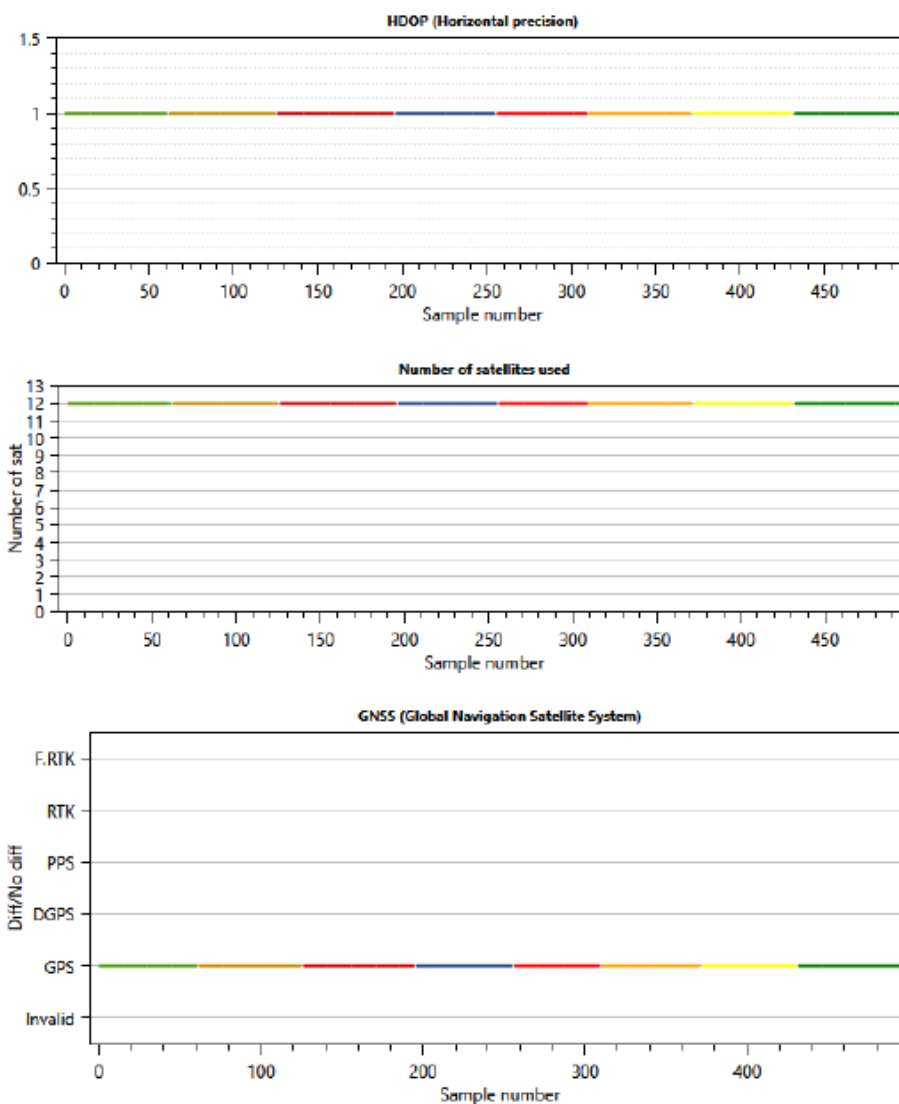 HDOP (Horizontal precision)
1.5
1
0.5
0
0 50 100 150 200 250 300 350 400 450
Sample number
Number of satellites used
Number of sat
13
12
11
10
9
8
7
6
5
4
3
2
1
0
0 50 100 150 200 250 300 350 400 450
Sample number
GNSS (Global Navigation Satellite System)
Diff/No diff
F.RTK
RTK
PPS
DGPS
GPS
Invalid
0 100 200 300 400
Sample number